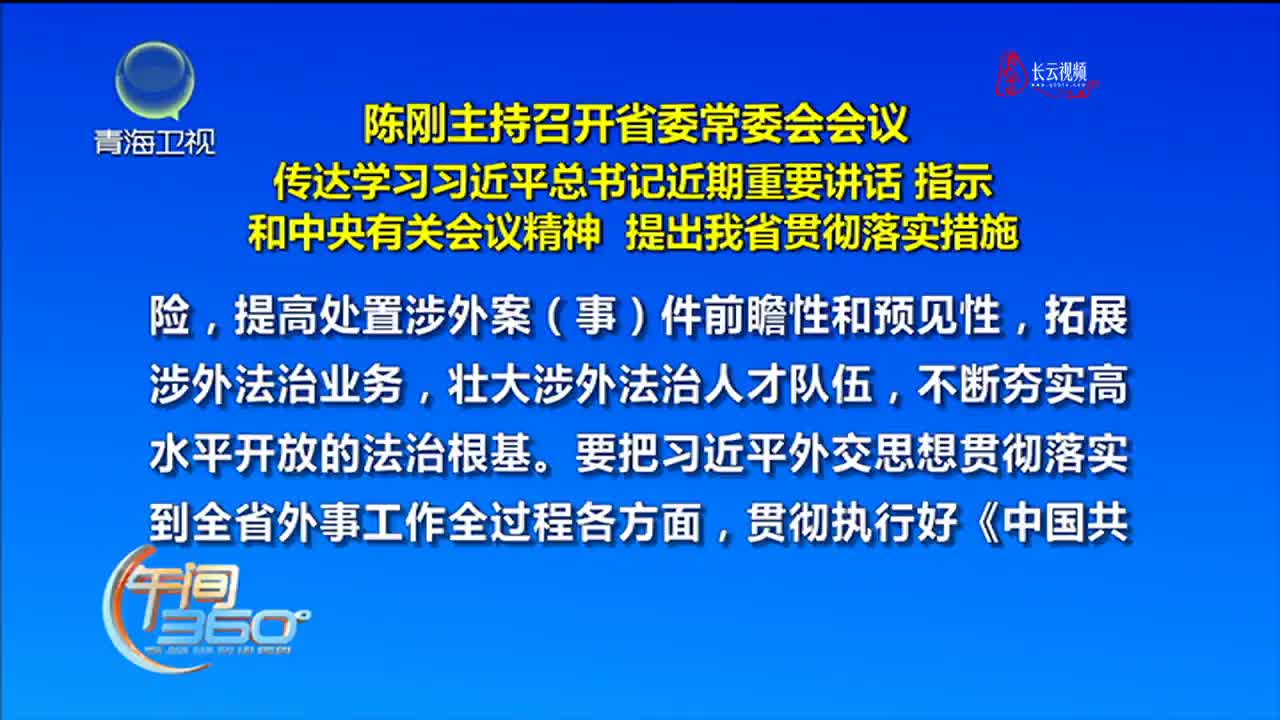 青海卫视
长云视频
陈刚主持召开省委常委会会议
传达学习习近平总书记近期重要讲话 指示
和中央有关会议精神 提出我省贯彻落实措施
险，提高处置涉外案（事）件前瞻性和预见性，拓展
涉外法治业务，壮大涉外法治人才队伍，不断夯实高
水平开放的法治根基。要把习近平外交思想贯彻落实
到全省外事工作全过程各方面，贯彻执行好《中国共
午间
360°